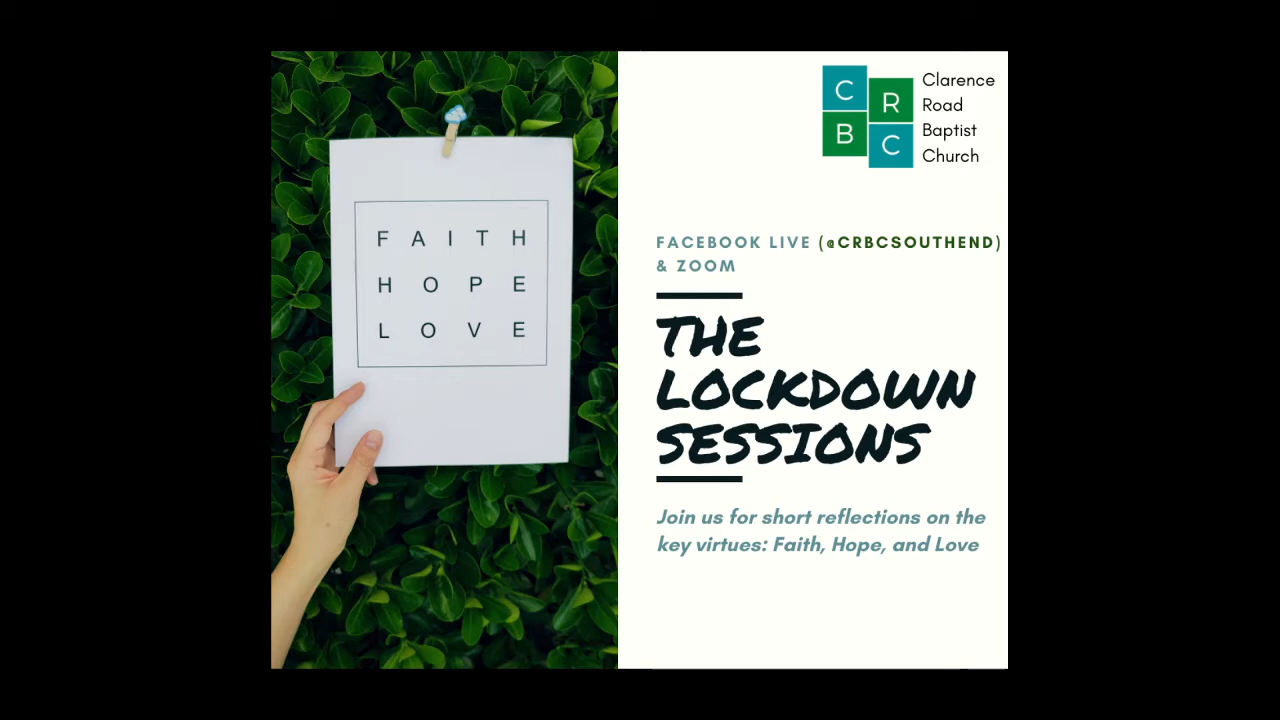 FAITH
HOPE
LOVE
C
R
B
C
Clarence
Road
Baptist
Church
FACEBOOK LIVE (@CRBCSOUTHEND)
& ZOOM
THE
LOCKDOWN
SESSIONS
Join us for short reflections on the
key virtues: Faith, Hope, and Love